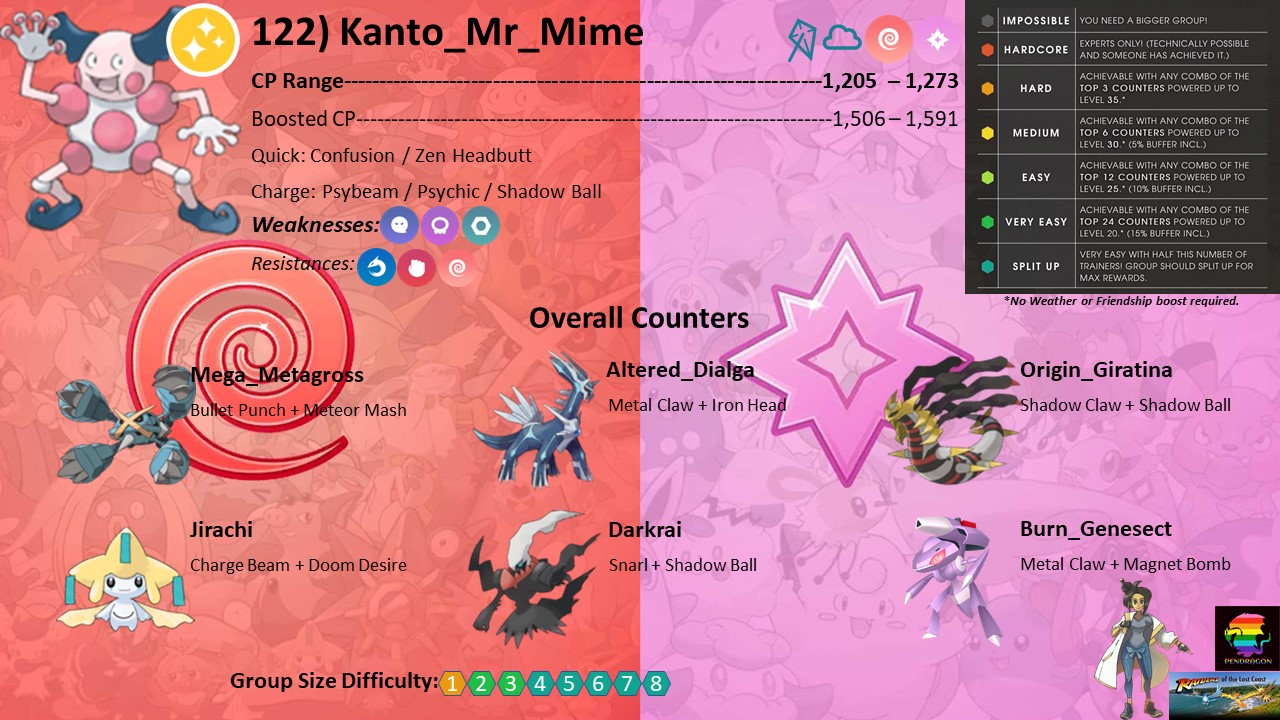 122) Kanto_Mr_Mime
CP Range-----------------------------------------------------------------------1,205 – 1,273
Boosted CP-----------------------------------------------------------------------1,506 – 1,591
Quick: Confusion / Zen Headbutt
Charge: Psybeam / Psychic / Shadow Ball
Weaknesses:
Resistances:
IMPOSSIBLE YOU NEED A BIGGER GROUP!
HARDCORE EXPERTS ONLY! (TECHNICALLY POSSIBLE
AND SOMEONE HAS ACHIEVED IT.)
HARD ACHIEVABLE WITH ANY COMBO OF THE
TOP 3 COUNTERS POWERED UP TO
LEVEL 35.*
MEDIUM ACHIEVABLE WITH ANY COMBO OF THE
TOP 6 COUNTERS POWERED UP TO
LEVEL 30.* (5% BUFFER INCL.)
EASY ACHIEVABLE WITH ANY COMBO OF THE
TOP 12 COUNTERS POWERED UP TO
LEVEL 25.* (10% BUFFER INCL.)
VERY EASY ACHIEVABLE WITH ANY COMBO OF THE
TOP 24 COUNTERS POWERED UP TO
LEVEL 20.* (15% BUFFER INCL.)
SPLIT UP VERY EASY WITH HALF THIS NUMBER OF
TRAINERS! GROUP SHOULD SPLIT UP FOR
MAX REWARDS.
*No Weather or Friendship boost required.
Overall Counters
Mega_Metagross
Bullet Punch + Meteor Mash
Altered_Dialga
Metal Claw + Iron Head
Origin_Giratina
Shadow Claw + Shadow Ball
Jirachi
Charge Beam + Doom Desire
Darkrai
Snarl + Shadow Ball
Burn_Genesect
Metal Claw + Magnet Bomb
Group Size Difficulty: 1 2 3 4 5 6 7 8
PENDRAGON
RAIDERS of the Lost Coast